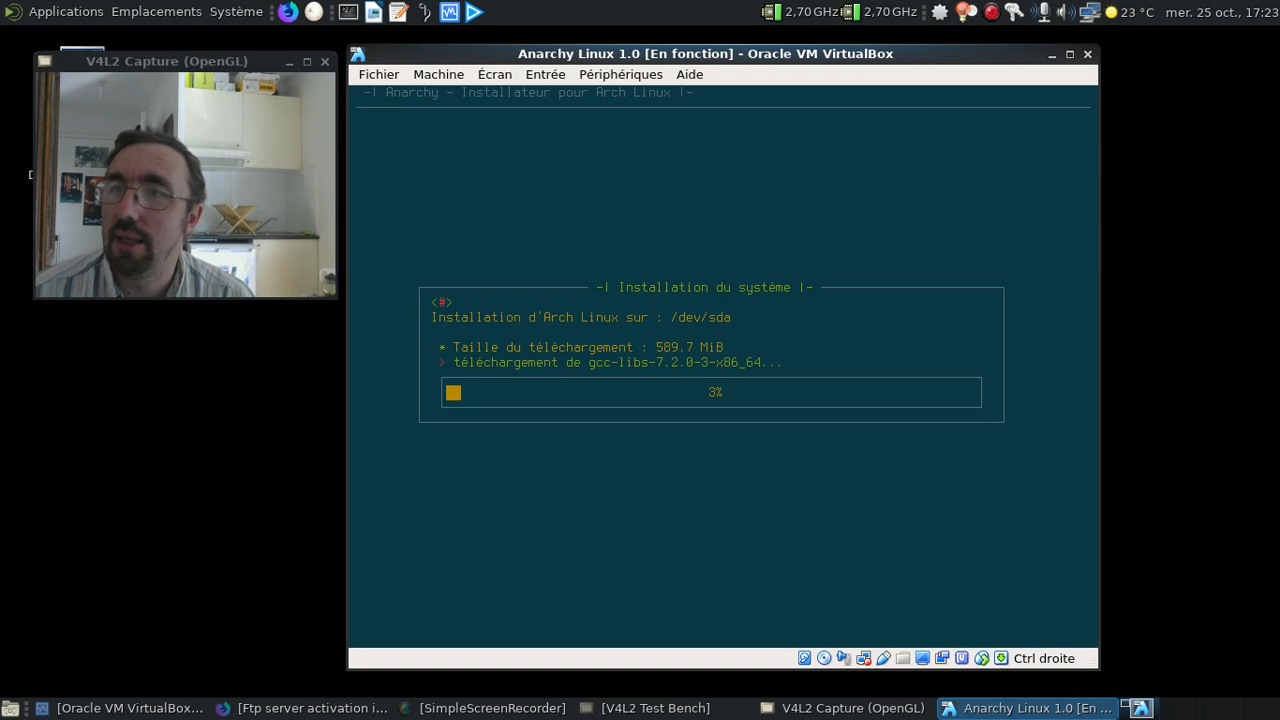 Applications Emplacements Système 2,70 GHz 2,70 GHz 23 °C mer. 25 oct., 17:23
V4L2 Capture (OpenGL)
Anarchy Linux 1.0 [En fonction] - Oracle VM VirtualBox
Fichier Machine Écran Entrée Périphériques Aide
-| Anarchy - Installateur pour Arch Linux |-
-| Installation du système |-
<#>
Installation d'Arch Linux sur : /dev/sda
* Taille du téléchargement : 589.7 MiB
> téléchargement de gcc-libs-7.2.0-3-x86_64...
3%
Ctrl droite
[Oracle VM VirtualBox... [Ftp server activation i... [SimpleScreenRecorder] [V4L2 Test Bench] V4L2 Capture (OpenGL) Anarchy Linux 1.0 [En ...